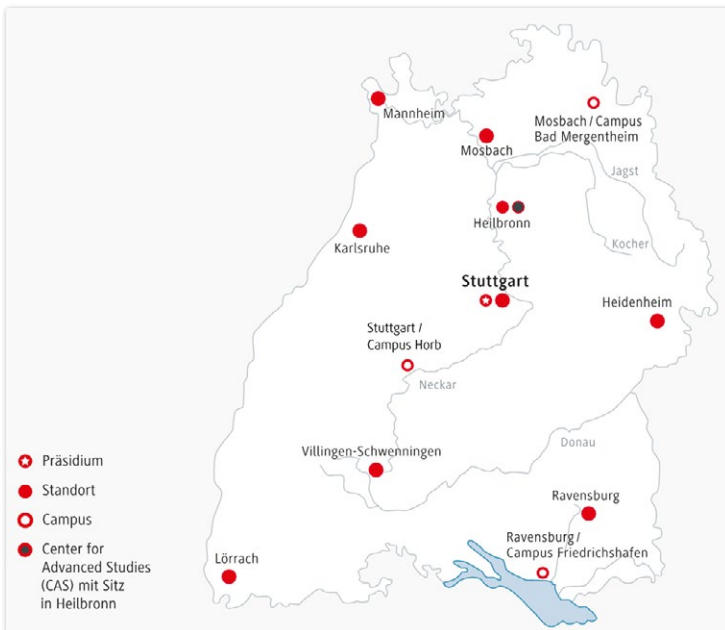 Mannheim
Mosbach / Campus
Bad Mergentheim
Mosbach
Jagst
Heilbronn
Karlsruhe
Kocher
Stuttgart
Heidenheim
Stuttgart /
Campus Horb
Neckar
Villingen-Schwenningen
Donau
Präsidium
Standort
Campus
Center for
Advanced Studies
(CAS) mit Sitz
in Heilbronn
Ravensburg
Ravensburg /
Campus Friedrichshafen
Lörrach